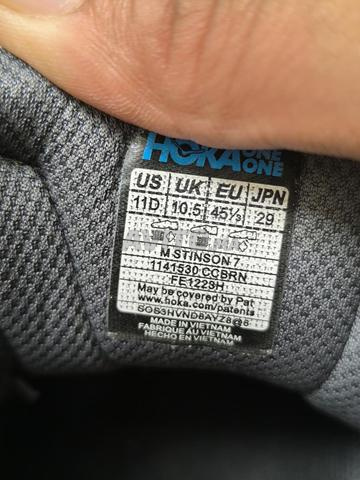 HOKA ONE ONE
US UK EU JPN
11D 10.5 45⅓ 29
M STINSON 7
1141530 CCBRN
FE1223H
May be covered by Pat
www.hoka.com/patents
MADE IN VIETNAM
FABRIQUÉ AU VIETNAM
HECHO EN VIETNAM